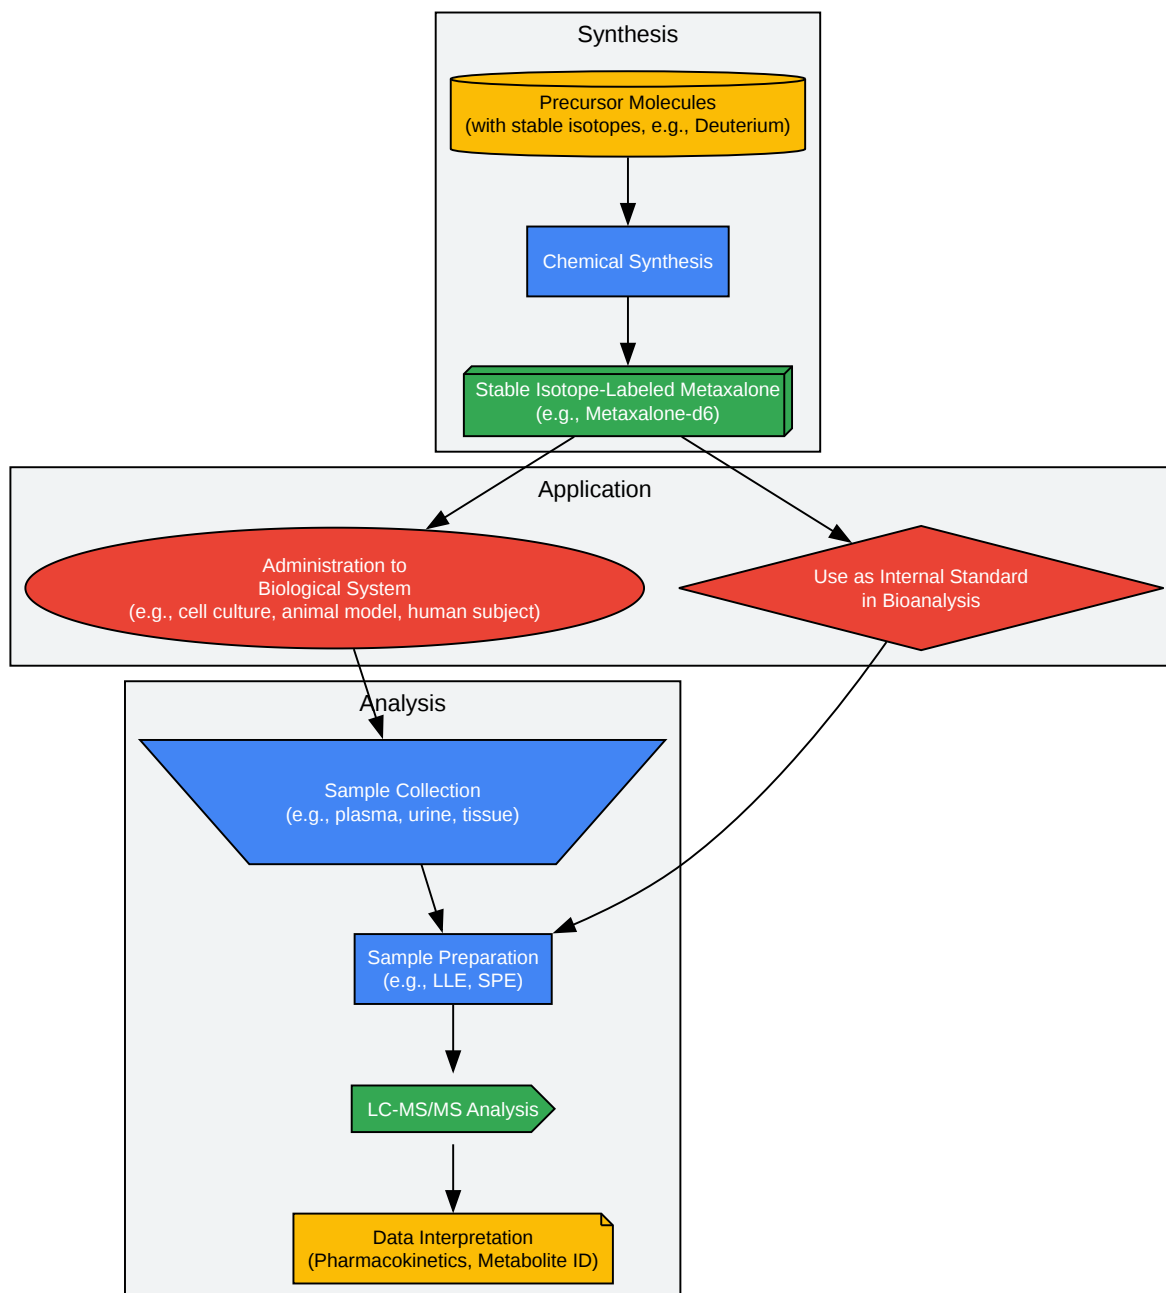 Synthesis
Precursor Molecules
(with stable isotopes, e.g., Deuterium)
Chemical Synthesis
Stable Isotope-Labeled Metaxalone
(e.g., Metaxalone-d6)
Application
Administration to
Biological System
(e.g., cell culture, animal model, human subject)
Use as Internal Standard
in Bioanalysis
Analysis
Sample Collection
(e.g., plasma, urine, tissue)
Sample Preparation
(e.g., LLE, SPE)
LC-MS/MS Analysis
Data Interpretation
(Pharmacokinetics, Metabolite ID)